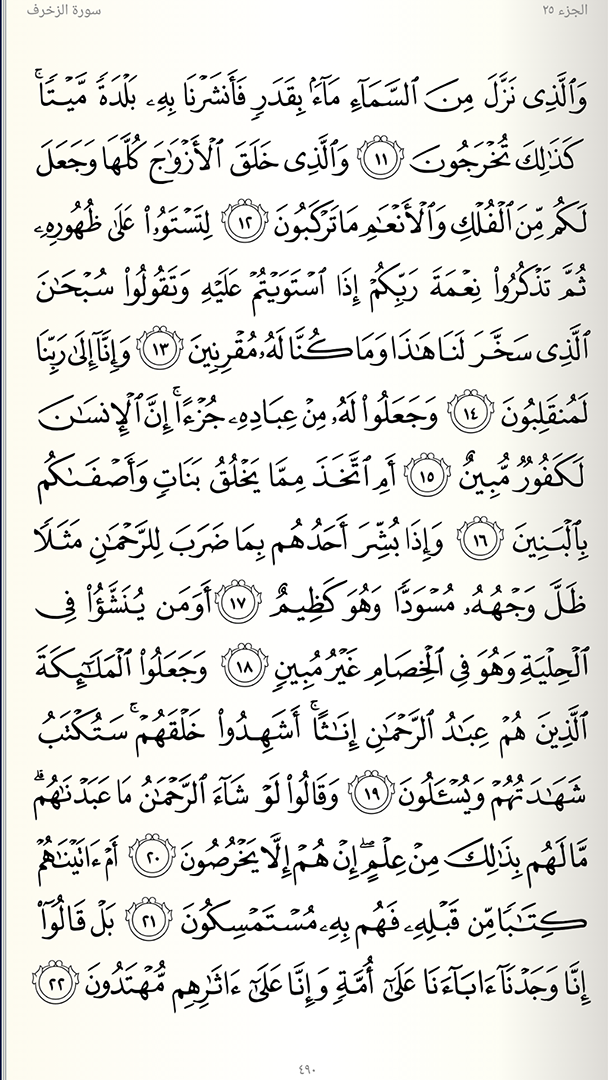 الجزء ٢٥
سورة الزخرف
وَٱلَّذِى نَزَّلَ مِنَ ٱلسَّمَآءِ مَآءَۢ بِقَدَرٍ فَأَنشَرْنَا بِهِۦ بَلْدَةً مَّيْتًا ۚ
كَذَٰلِكَ تُخْرَجُونَ ١١ وَٱلَّذِى خَلَقَ ٱلْأَزْوَٰجَ كُلَّهَا وَجَعَلَ
لَكُم مِّنَ ٱلْفُلْكِ وَٱلْأَنْعَٰمِ مَا تَرْكَبُونَ ١٢ لِتَسْتَوُۥا۟ عَلَىٰ ظُهُورِهِۦ
ثُمَّ تَذْكُرُوا۟ نِعْمَةَ رَبِّكُمْ إِذَا ٱسْتَوَيْتُمْ عَلَيْهِ وَتَقُولُوا۟ سُبْحَٰنَ
ٱلَّذِى سَخَّرَ لَنَا هَٰذَا وَمَا كُنَّا لَهُۥ مُقْرِنِينَ ١٣ وَإِنَّآ إِلَىٰ رَبِّنَا
لَمُنقَلِبُونَ ١٤ وَجَعَلُوا۟ لَهُۥ مِنْ عِبَادِهِۦ جُزْءًا ۚ إِنَّ ٱلْإِنسَٰنَ
لَكَفُورٌ مُّبِينٌ ١٥ أَمِ ٱتَّخَذَ مِمَّا يَخْلُقُ بَنَاتٍ وَأَصْفَىٰكُم
بِٱلْبَنِينَ ١٦ وَإِذَا بُشِّرَ أَحَدُهُم بِمَا ضَرَبَ لِلرَّحْمَٰنِ مَثَلًا
ظَلَّ وَجْهُهُۥ مُسْوَدًّا وَهُوَ كَظِيمٌ ١٧ أَوَمَن يُنَشَّؤُا۟ فِى
ٱلْحِلْيَةِ وَهُوَ فِى ٱلْخِصَامِ غَيْرُ مُبِينٍ ١٨ وَجَعَلُوا۟ ٱلْمَلَٰٓئِكَةَ
ٱلَّذِينَ هُمْ عِبَٰدُ ٱلرَّحْمَٰنِ إِنَٰثًا ۚ أَشَهِدُوا۟ خَلْقَهُمْ ۚ سَتُكْتَبُ
شَهَٰدَتُهُمْ وَيُسْـَٔلُونَ ١٩ وَقَالُوا۟ لَوْ شَآءَ ٱلرَّحْمَٰنُ مَا عَبَدْنَٰهُم ۗ
مَّا لَهُم بِذَٰلِكَ مِنْ عِلْمٍ ۖ إِنْ هُمْ إِلَّا يَخْرُصُونَ ٢٠ أَمْ ءَاتَيْنَٰهُمْ
كِتَٰبًا مِّن قَبْلِهِۦ فَهُم بِهِۦ مُسْتَمْسِكُونَ ٢١ بَلْ قَالُوٓا۟
إِنَّا وَجَدْنَآ ءَابَآءَنَا عَلَىٰٓ أُمَّةٍ وَإِنَّا عَلَىٰٓ ءَاثَٰرِهِم مُّهْتَدُونَ ٢٢
٤٩٠